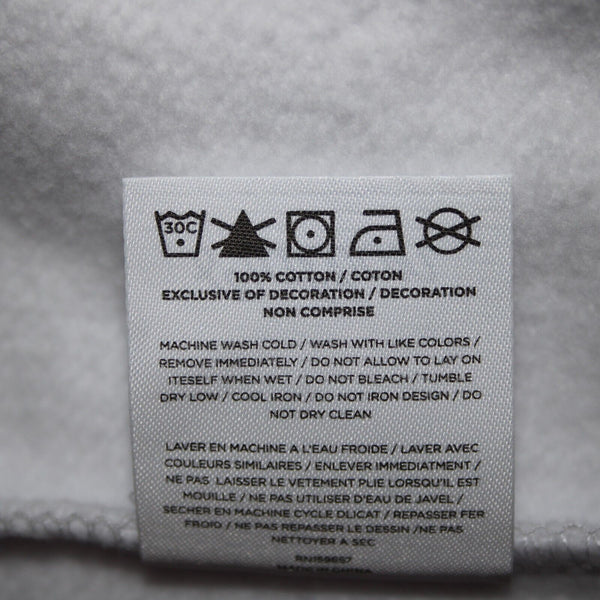 30C
100% COTTON / COTON
EXCLUSIVE OF DECORATION / DECORATION
NON COMPRISE
MACHINE WASH COLD / WASH WITH LIKE COLORS /
REMOVE IMMEDIATELY / DO NOT ALLOW TO LAY ON
ITESELF WHEN WET / DO NOT BLEACH / TUMBLE
DRY LOW / COOL IRON / DO NOT IRON DESIGN / DO
NOT DRY CLEAN
LAVER EN MACHINE A L'EAU FROIDE / LAVER AVEC
COULEURS SIMILAIRES / ENLEVER IMMEDIATMENT /
NE PAS LAISSER LE VETEMENT PLIE LORSQU'IL EST
MOUILLE / NE PAS UTILISER D'EAU DE JAVEL /
SECHER EN MACHINE CYCLE DLICAT / REPASSER FER
FROID / NE PAS REPASSER LE DESSIN /NE PAS
NETTOYER A SEC
MADE IN CHINA